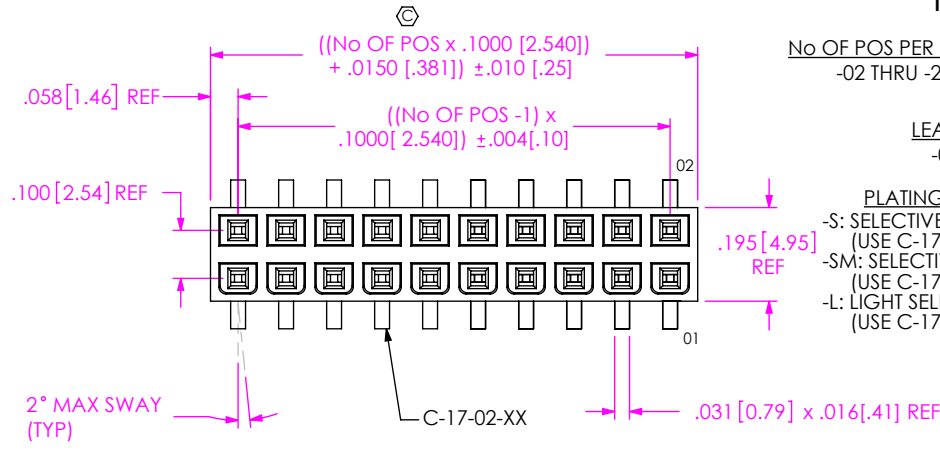 C
((No OF POS x .1000 [2.540])
+ .0150 [.381]) ±.010 [.25]
No OF POS PER
-02 THRU -2
.058[1.46] REF
((No OF POS -1) x
.1000[ 2.540]) ±.004[.10]
LEA
02
.100 [2.54] REF
PLATING
-S: SELECTIVE
(USE C-17
-SM: SELECTIV
(USE C-17
-L: LIGHT SELE
(USE C-17
.195[4.95]
REF
01
2° MAX SWAY
(TYP)
C-17-02-XX
.031 [0.79] x .016[.41] REF